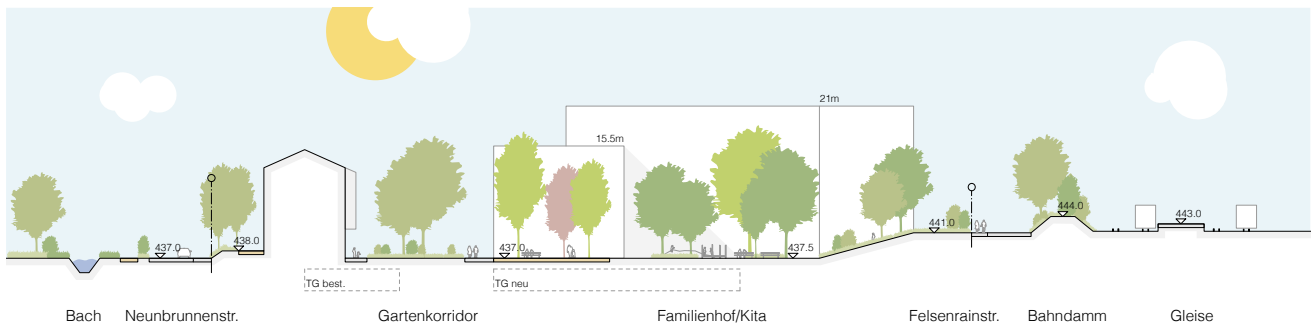 21m
15.5m
437.0
438.0
437.0
437.5
441.0
444.0
443.0
TG best.
TG neu
Bach Neunbrunnenstr. Gartenkorridor Familienhof/Kita Felsenrainstr. Bahndamm Gleise